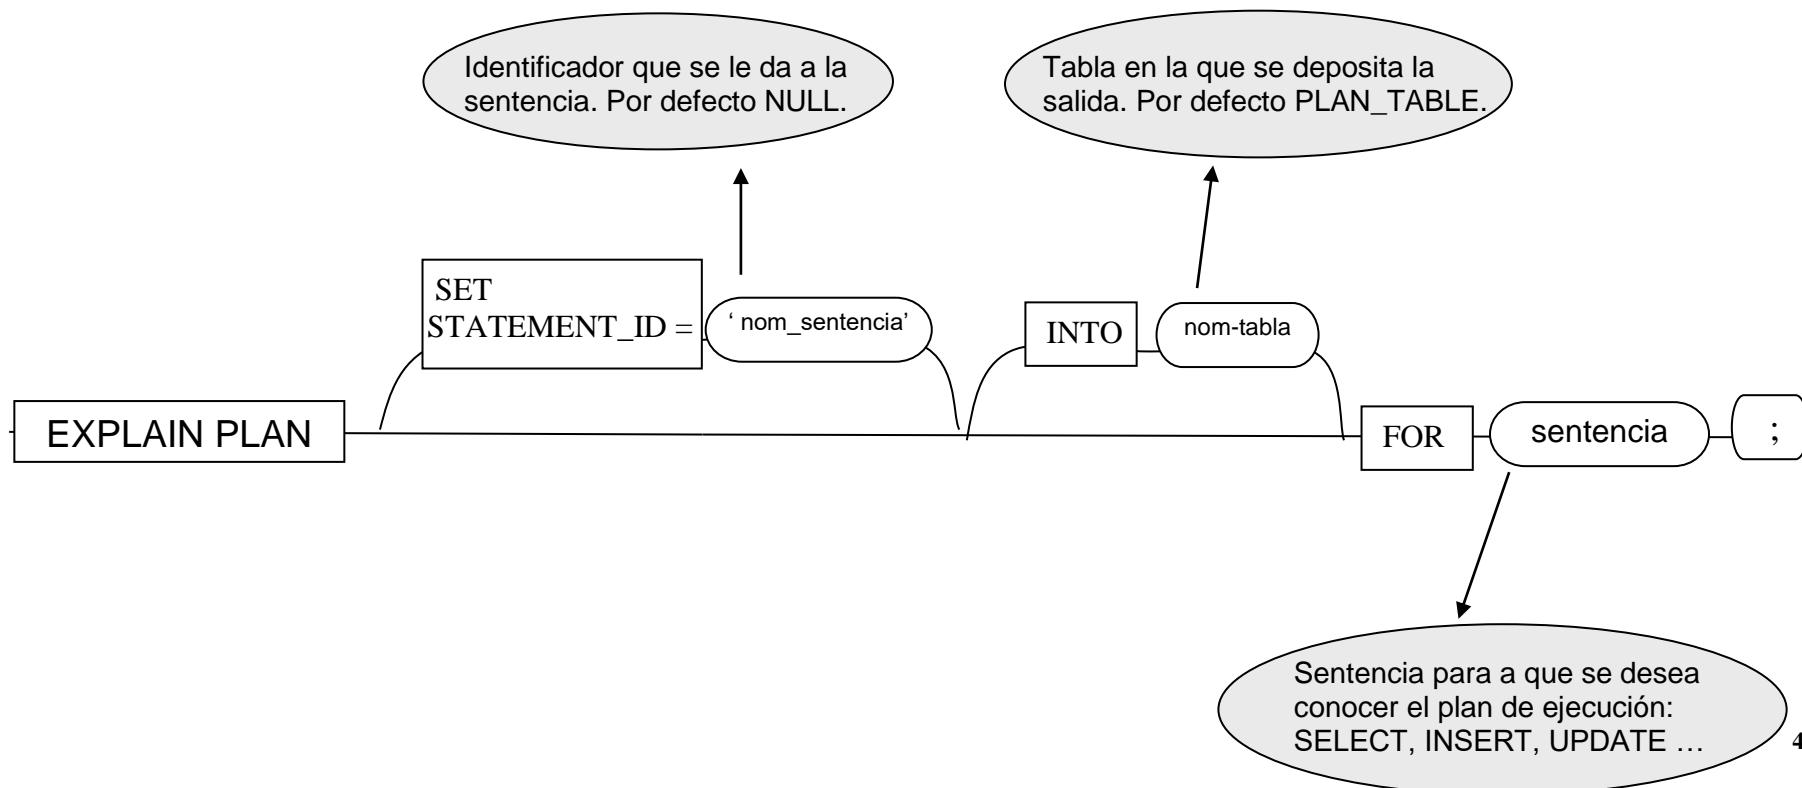 Identificador que se le da a la
sentencia. Por defecto NULL.
Tabla en la que se deposita la
salida. Por defecto PLAN_TABLE.
SET
STATEMENT_ID =
‘ nom_sentencia’
INTO
nom-tabla
EXPLAIN PLAN
FOR
sentencia
;
Sentencia para a que se desea
conocer el plan de ejecución:
SELECT, INSERT, UPDATE …
4